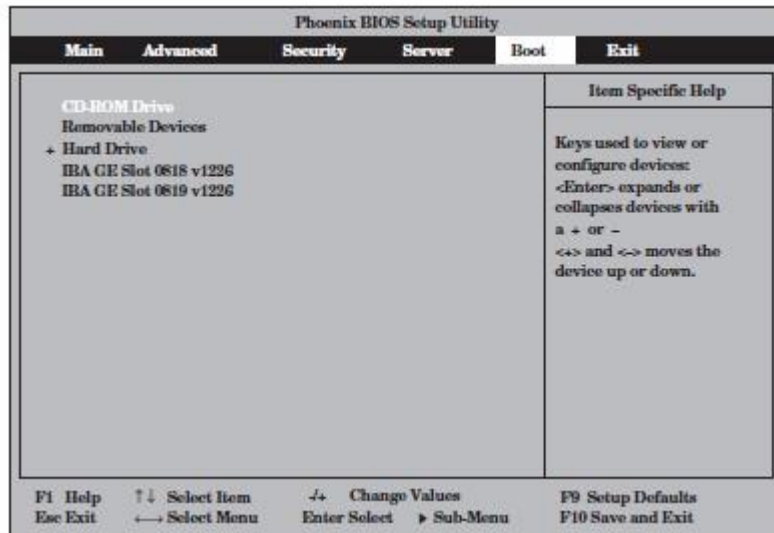 Phoenix BIOS Setup Utility
Main Advanced Security Server Boot Exit
CD-ROM Drive
Removable Devices
+ Hard Drive
IBA GE Slot 0818 v1226
IBA GE Slot 0819 v1226
Item Specific Help
Keys used to view or
configure devices:
<Enter> expands or
collapses devices with
a + or –
<+> and <-> moves the
device up or down.
F1 Help ↑↓ Select Item -/+ Change Values F9 Setup Defaults
Esc Exit ←→ Select Menu Enter Select ▶ Sub-Menu F10 Save and Exit